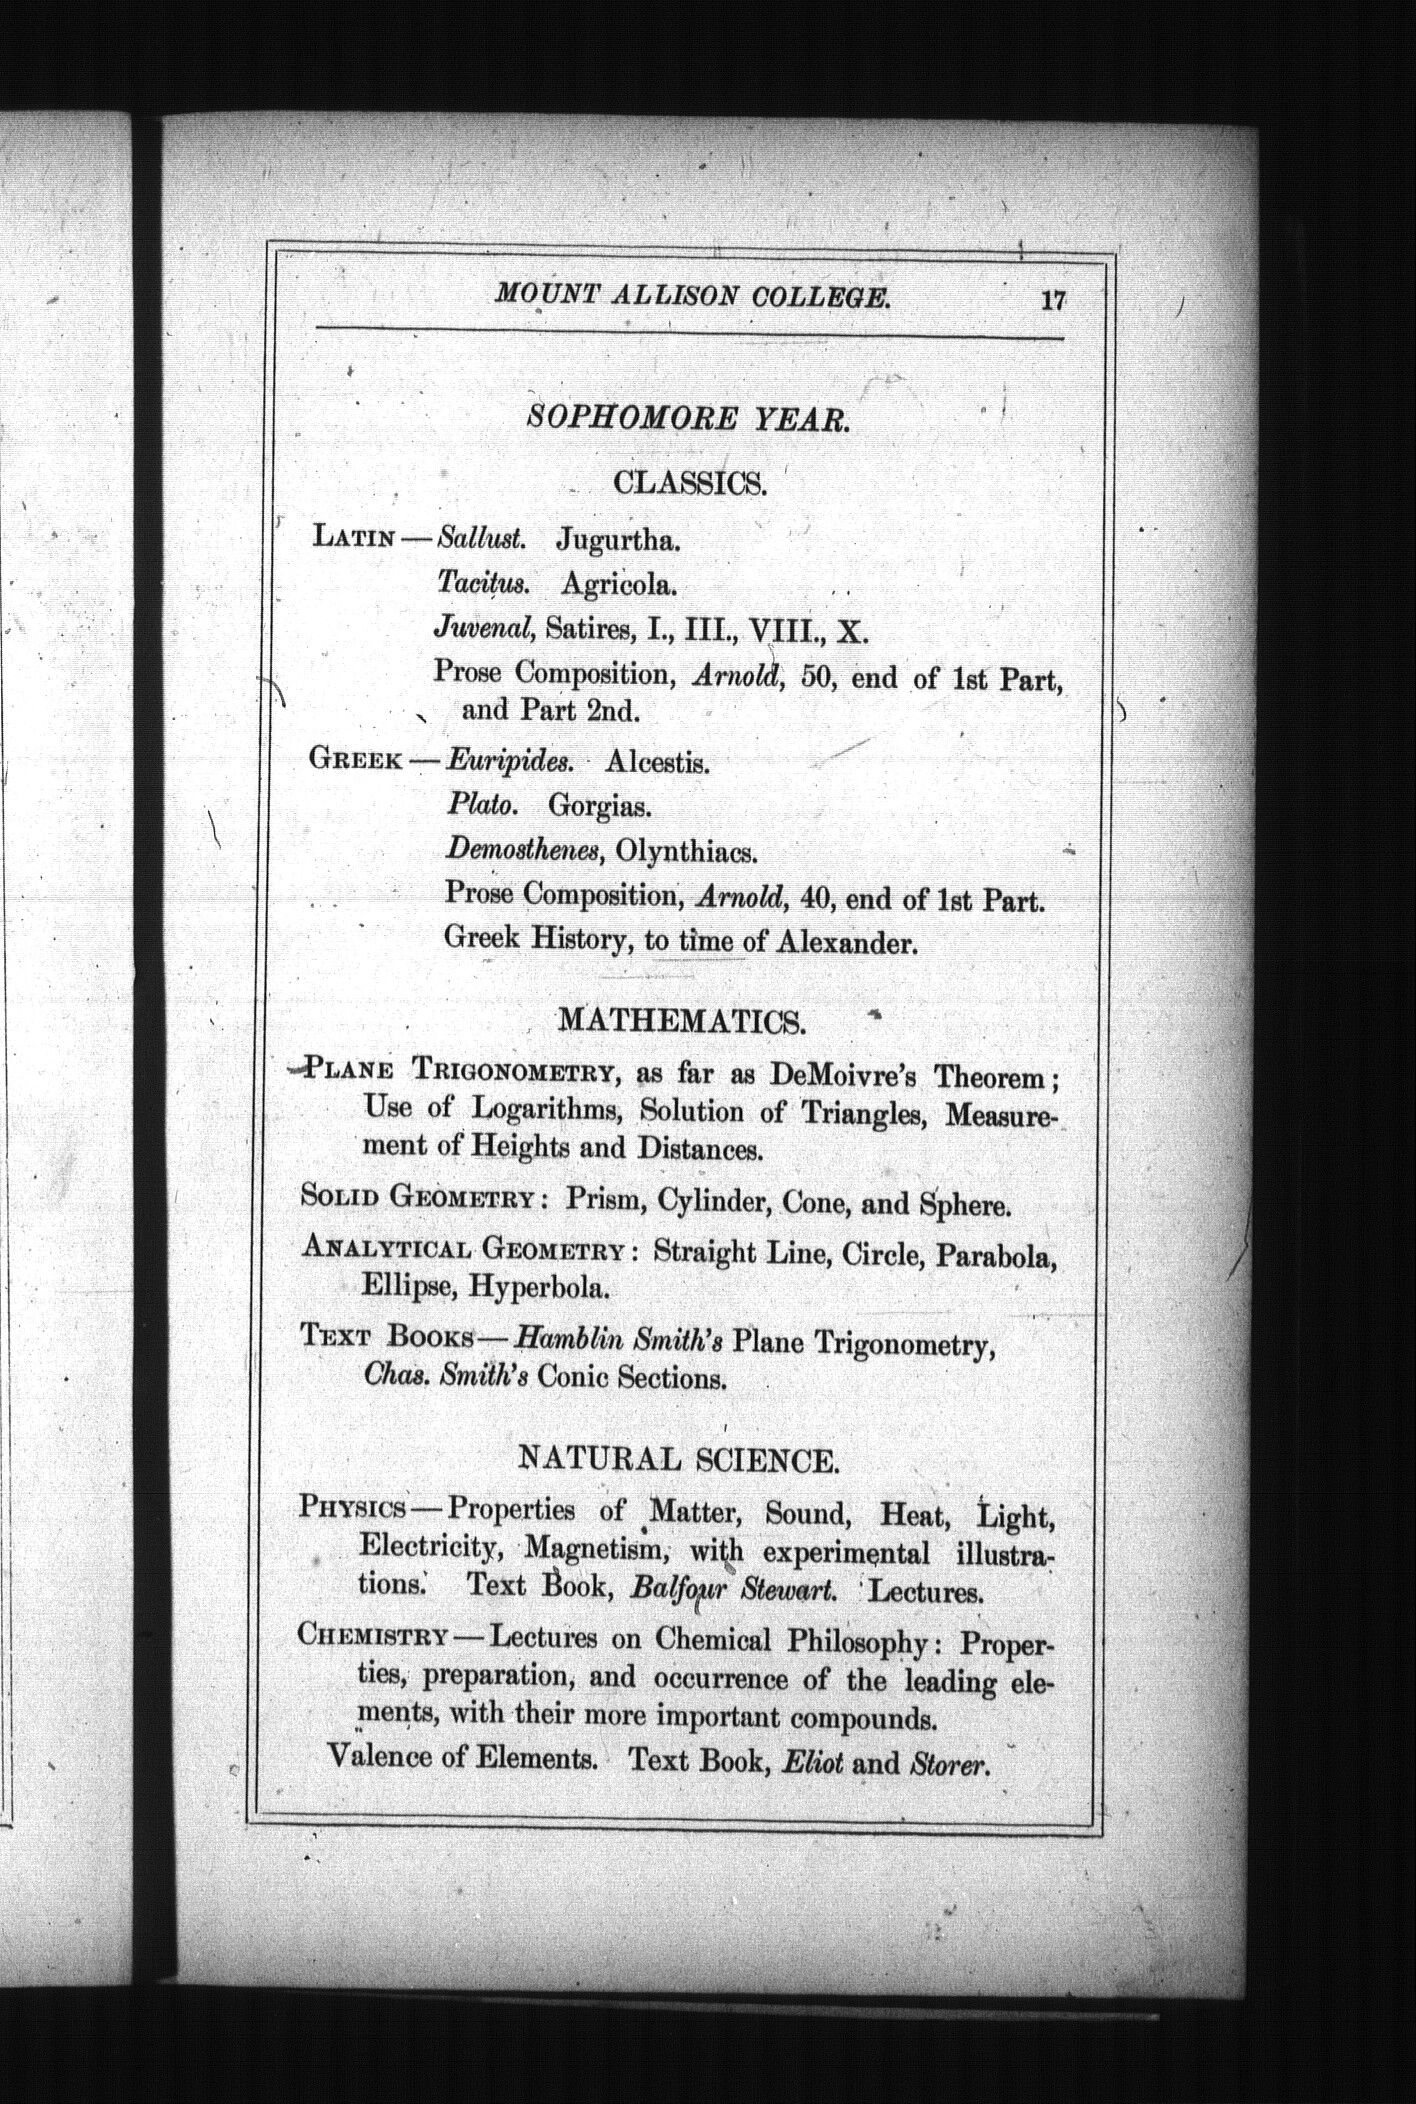 MOUNT ALLISON COLLEGE. 17
SOPHOMORE YEAR.
CLASSICS.
LATIN—Sallust. Jugurtha.
Tacitus. Agricola.
Juvenal, Satires, I., III., VIII., X.
Prose Composition, Arnold, 50, end of 1st Part,
and Part 2nd.
GREEK—Euripides. Alcestis.
Plato. Gorgias.
Demosthenes, Olynthiacs.
Prose Composition, Arnold, 40, end of 1st Part.
Greek History, to time of Alexander.
MATHEMATICS.
PLANE TRIGONOMETRY, as far as DeMoivre's Theorem;
Use of Logarithms, Solution of Triangles, Measure-
ment of Heights and Distances.
SOLID GEOMETRY: Prism, Cylinder, Cone, and Sphere.
ANALYTICAL GEOMETRY: Straight Line, Circle, Parabola,
Ellipse, Hyperbola.
TEXT BOOKS—Hamblin Smith's Plane Trigonometry,
Chas. Smith's Conic Sections.
NATURAL SCIENCE.
PHYSICS—Properties of Matter, Sound, Heat, Light,
Electricity, Magnetism, with experimental illustra-
tions. Text Book, Balfour Stewart. Lectures.
CHEMISTRY—Lectures on Chemical Philosophy: Proper-
ties, preparation, and occurrence of the leading ele-
ments, with their more important compounds.
Valence of Elements. Text Book, Eliot and Storer.